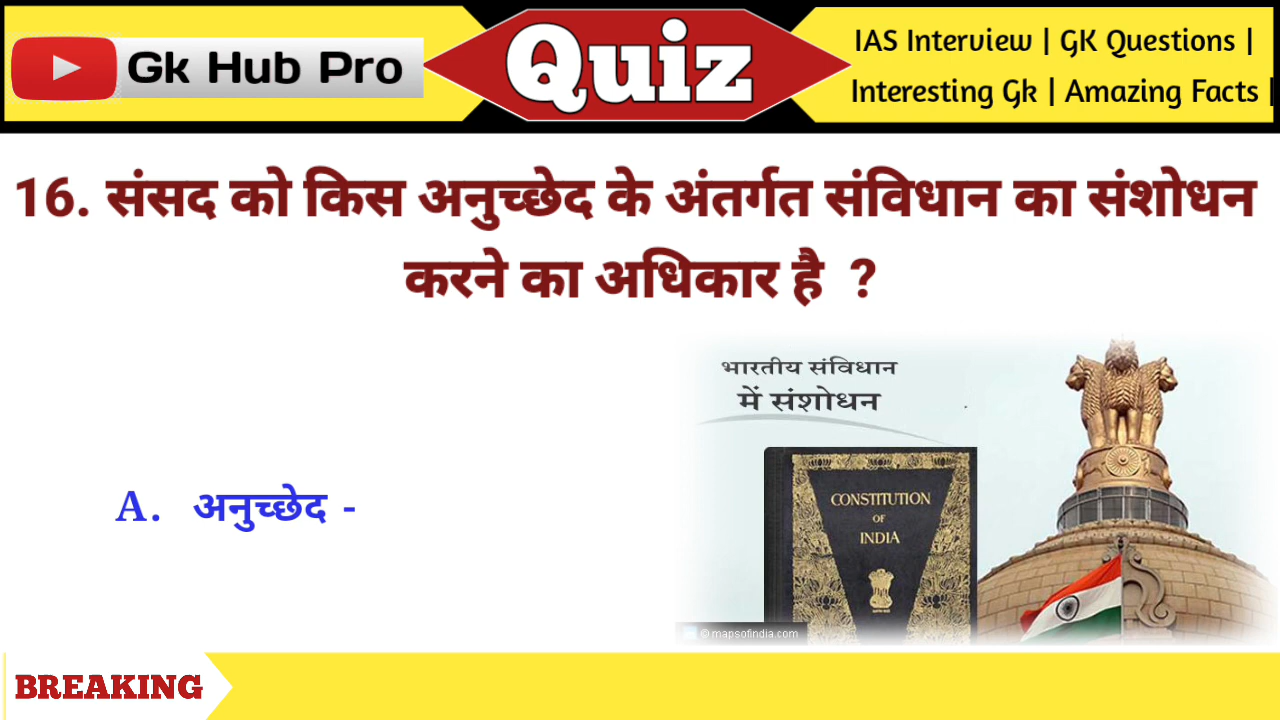 Gk Hub Pro
Quiz
IAS Interview | GK Questions |
Interesting Gk | Amazing Facts |
16. संसद को किस अनुच्छेद के अंतर्गत संविधान का संशोधन
करने का अधिकार है ?
भारतीय संविधान
में संशोधन
CONSTITUTION
OF
INDIA
A. अनुच्छेद -
© mapsofindia.com
BREAKING